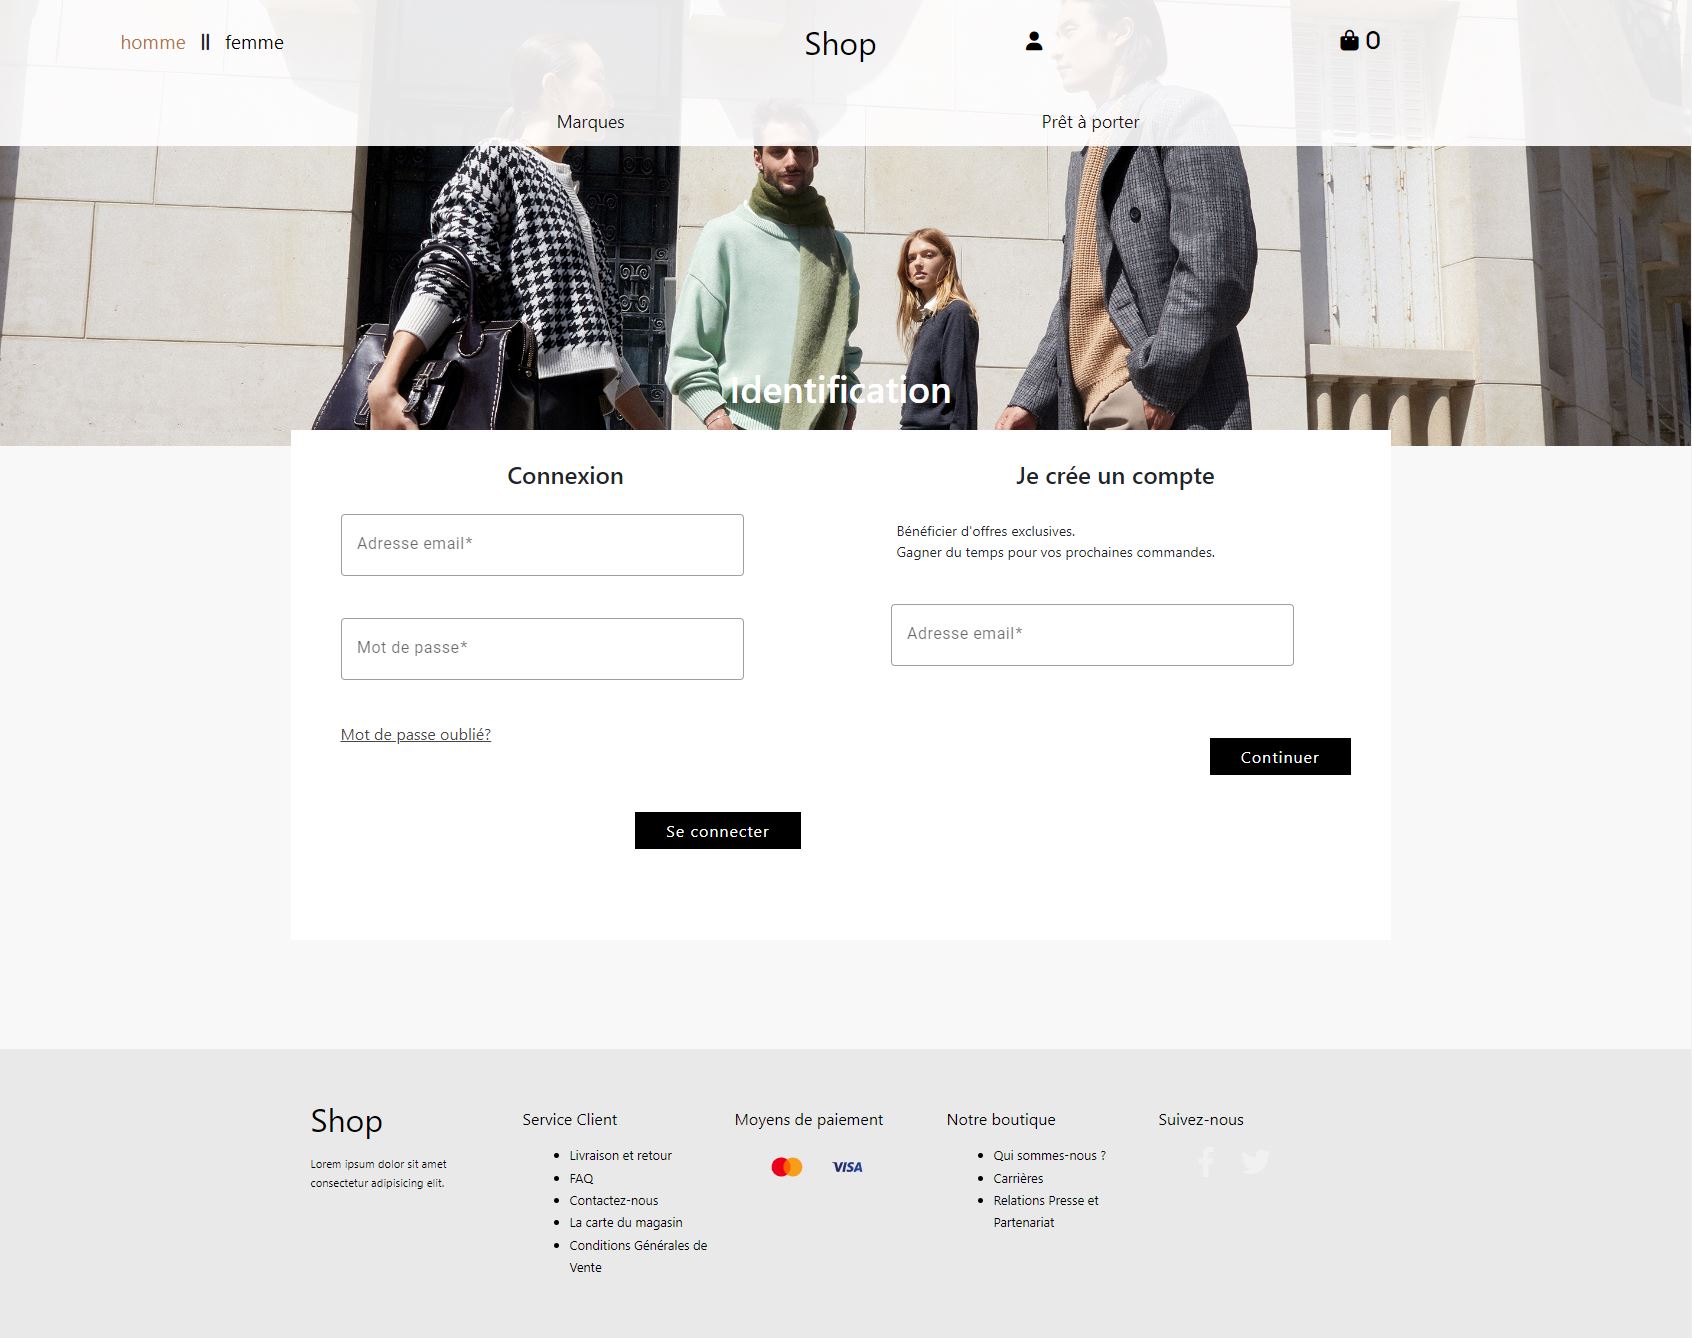 homme || femme
Shop
0
Marques
Prêt à porter
Identification
Connexion
Adresse email*
Mot de passe*
Mot de passe oublié?
Se connecter
Je crée un compte
Bénéficier d'offres exclusives.
Gagner du temps pour vos prochaines commandes.
Adresse email*
Continuer
Shop
Lorem ipsum dolor sit amet
consectetur adipisicing elit.
Service Client
Livraison et retour
FAQ
Contactez-nous
La carte du magasin
Conditions Générales de
Vente
Moyens de paiement
VISA
Notre boutique
Qui sommes-nous ?
Carrières
Relations Presse et
Partenariat
Suivez-nous